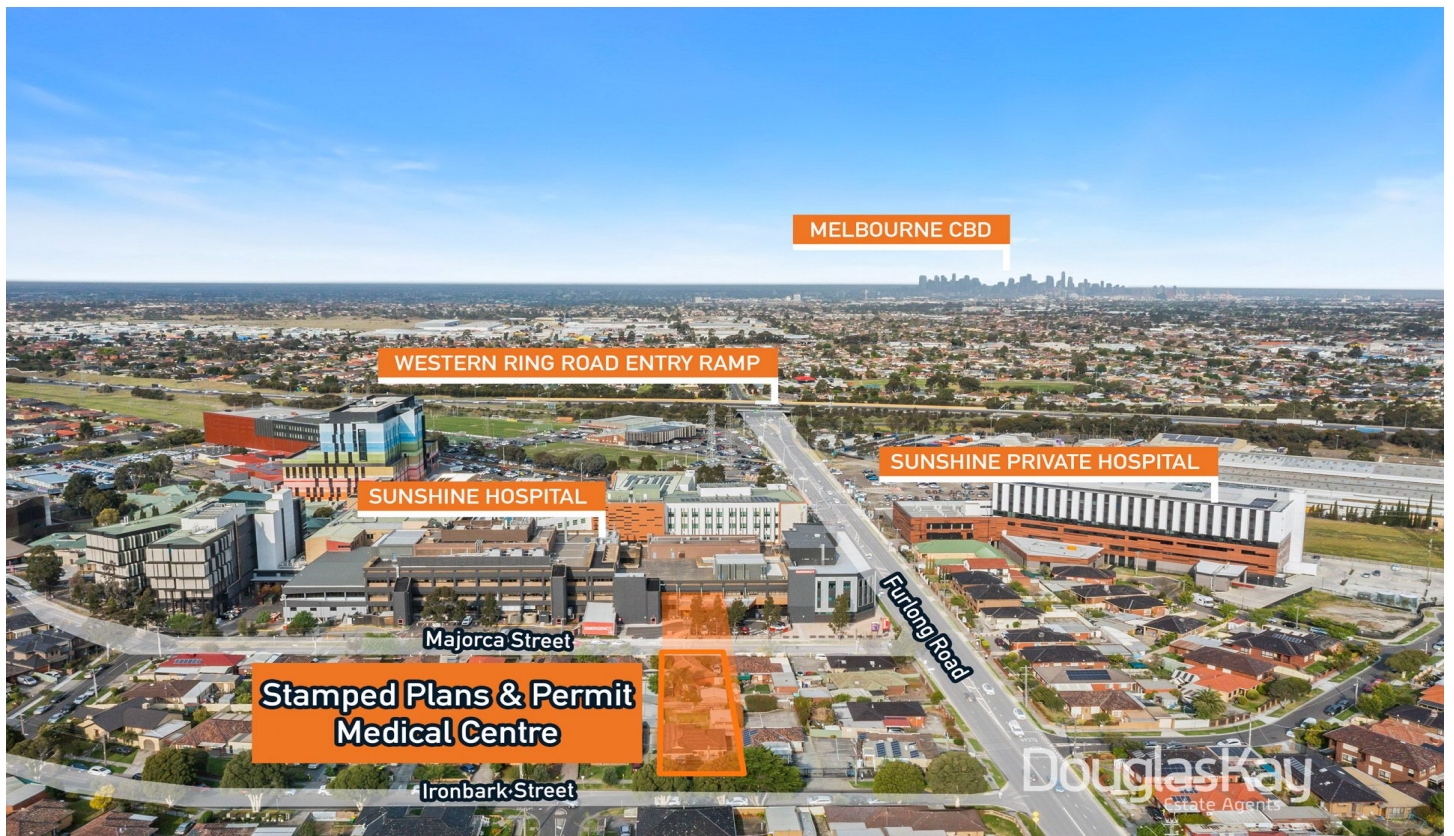 MELBOURNE CBD
WESTERN RING ROAD ENTRY RAMP
SUNSHINE PRIVATE HOSPITAL
SUNSHINE HOSPITAL
Furlong Road
Majorca Street
Stamped Plans & Permit
Medical Centre
Ironbark Street
DouglasKay
Estate Agents